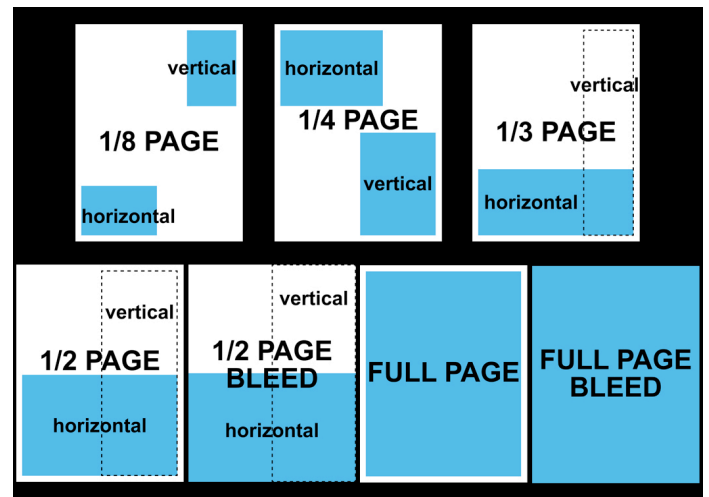 vertical
1/8 PAGE
horizontal
horizontal
1/4 PAGE
vertical
vertical
1/3 PAGE
horizontal
vertical
1/2 PAGE
horizontal
vertical
1/2 PAGE
BLEED
horizontal
FULL PAGE
FULL PAGE
BLEED